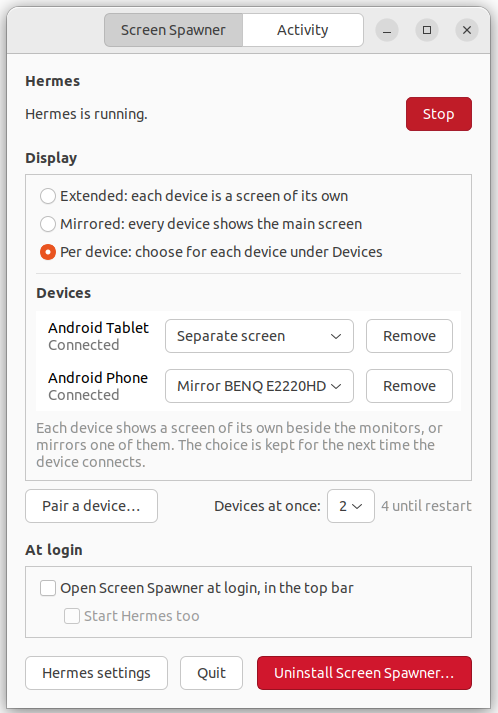 Screen Spawner
Activity
Hermes
Hermes is running.
Stop
Display
Extended: each device is a screen of its own
Mirrored: every device shows the main screen
Per device: choose for each device under Devices
Devices
Android Tablet
Connected
Separate screen
Remove
Android Phone
Connected
Mirror BENQ E2220HD
Remove
Each device shows a screen of its own beside the monitors, or
mirrors one of them. The choice is kept for the next time the
device connects.
Pair a device…
Devices at once:
2
4 until restart
At login
Open Screen Spawner at login, in the top bar
Start Hermes too
Hermes settings
Quit
Uninstall Screen Spawner…